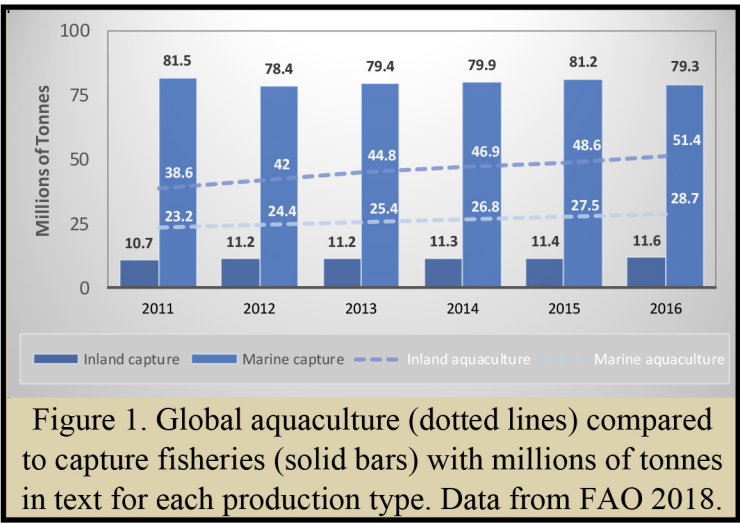 100
75
50
25
0
Millions of Tonnes
81.5 78.4 79.4 79.9 81.2 79.3
38.6 42 44.8 46.9 48.6 51.4
23.2 24.4 25.4 26.8 27.5 28.7
10.7 11.2 11.2 11.3 11.4 11.6
2011 2012 2013 2014 2015 2016
Inland capture Marine capture Inland aquaculture Marine aquaculture
Figure 1. Global aquaculture (dotted lines) compared
to capture fisheries (solid bars) with millions of tonnes
in text for each production type. Data from FAO 2018.